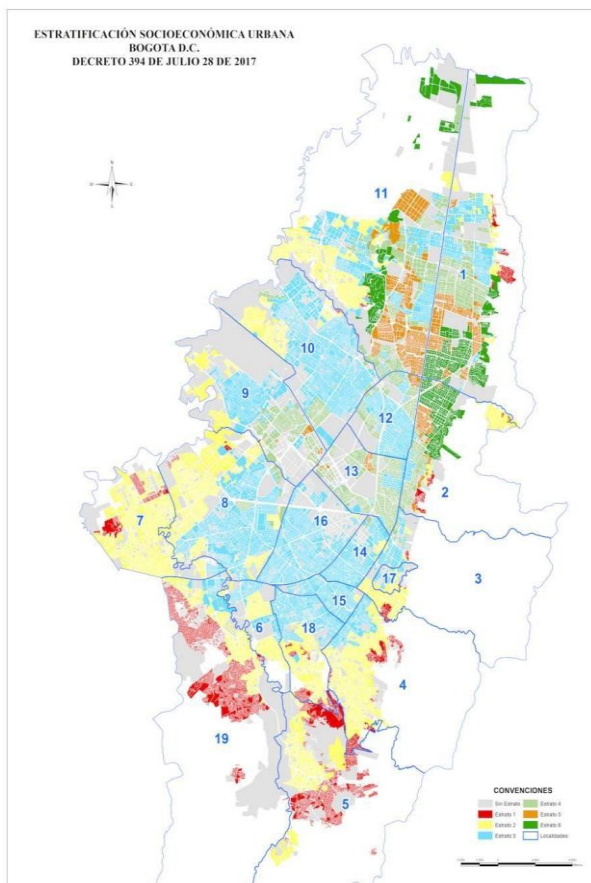 ESTRATIFICACIÓN SOCIOECONÓMICA URBANA
BOGOTA D.C.
DECRETO 394 DE JULIO 28 DE 2017
11
1
10
9
12
13
2
7
8
16
14
17
3
15
6
18
4
19
5
CONVENCIONES
Sin Estrato
Estrato 4
Estrato 1
Estrato 5
Estrato 2
Estrato 6
Estrato 3
Localidades